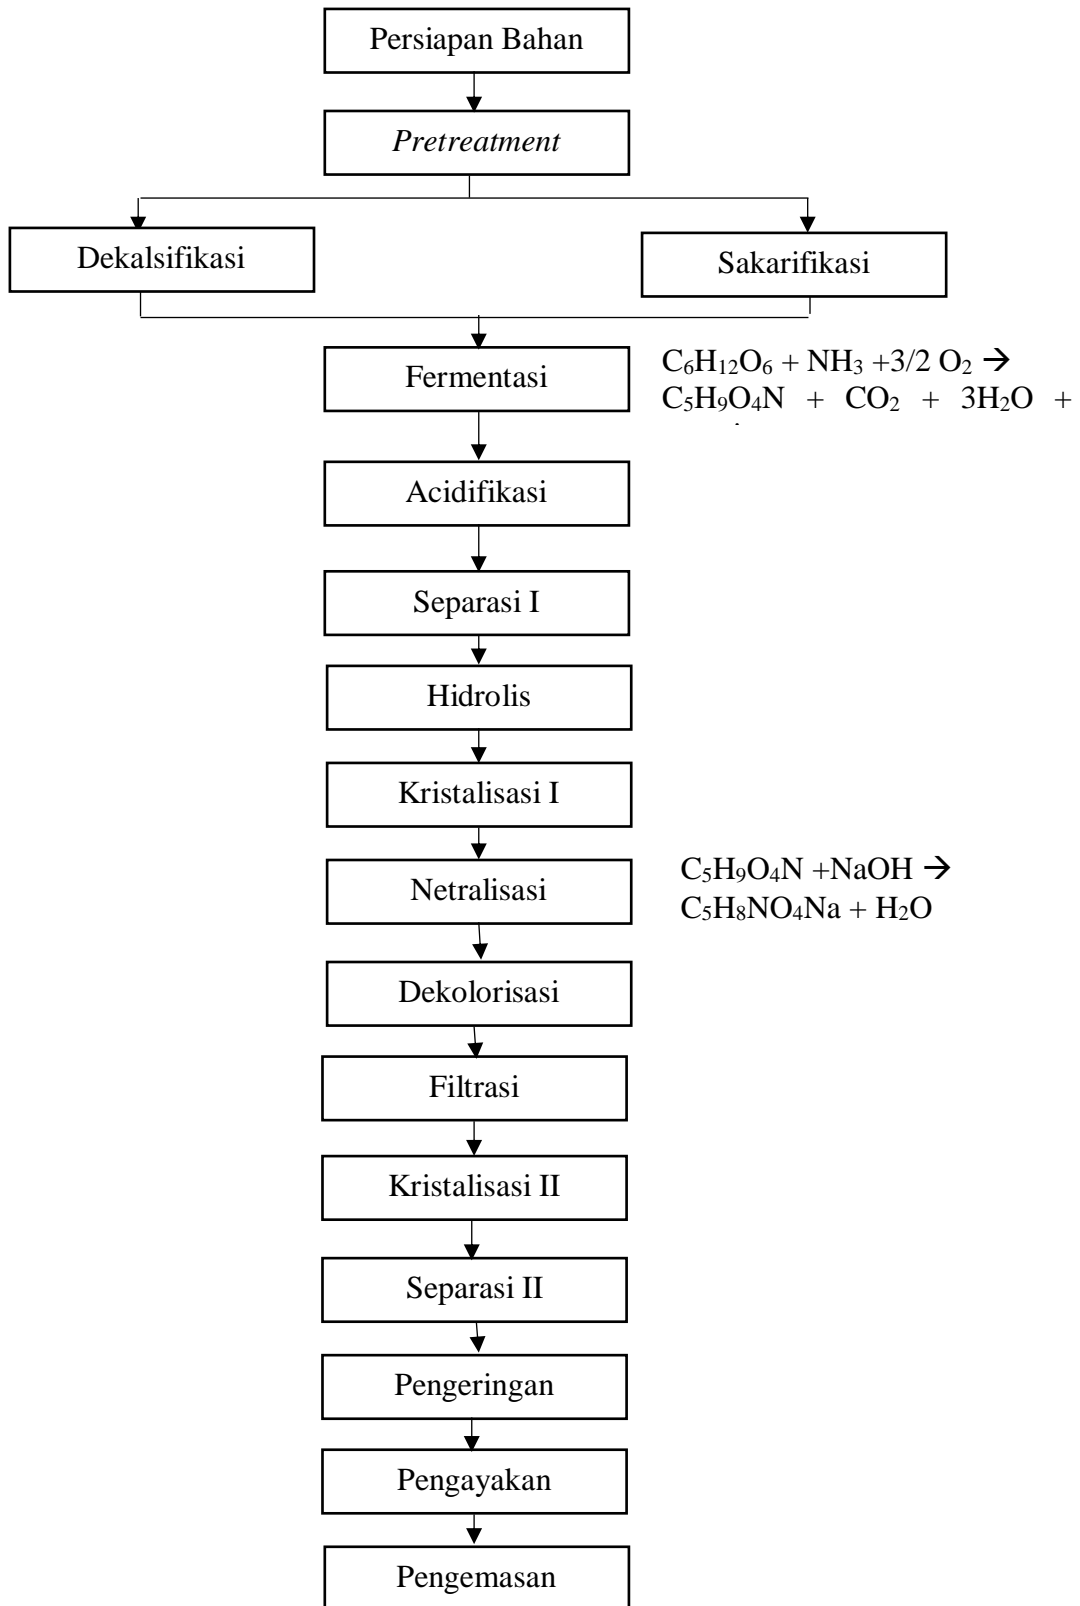 Persiapan Bahan
Pretreatment
Dekalsifikasi
Sakarifikasi
Fermentasi
C₆H₁₂O₆ + NH₃ +3/2 O₂ →
C₅H₉O₄N + CO₂ + 3H₂O +
Acidifikasi
Separasi I
Hidrolis
Kristalisasi I
Netralisasi
C₅H₉O₄N +NaOH →
C₅H₈NO₄Na + H₂O
Dekolorisasi
Filtrasi
Kristalisasi II
Separasi II
Pengeringan
Pengayakan
Pengemasan